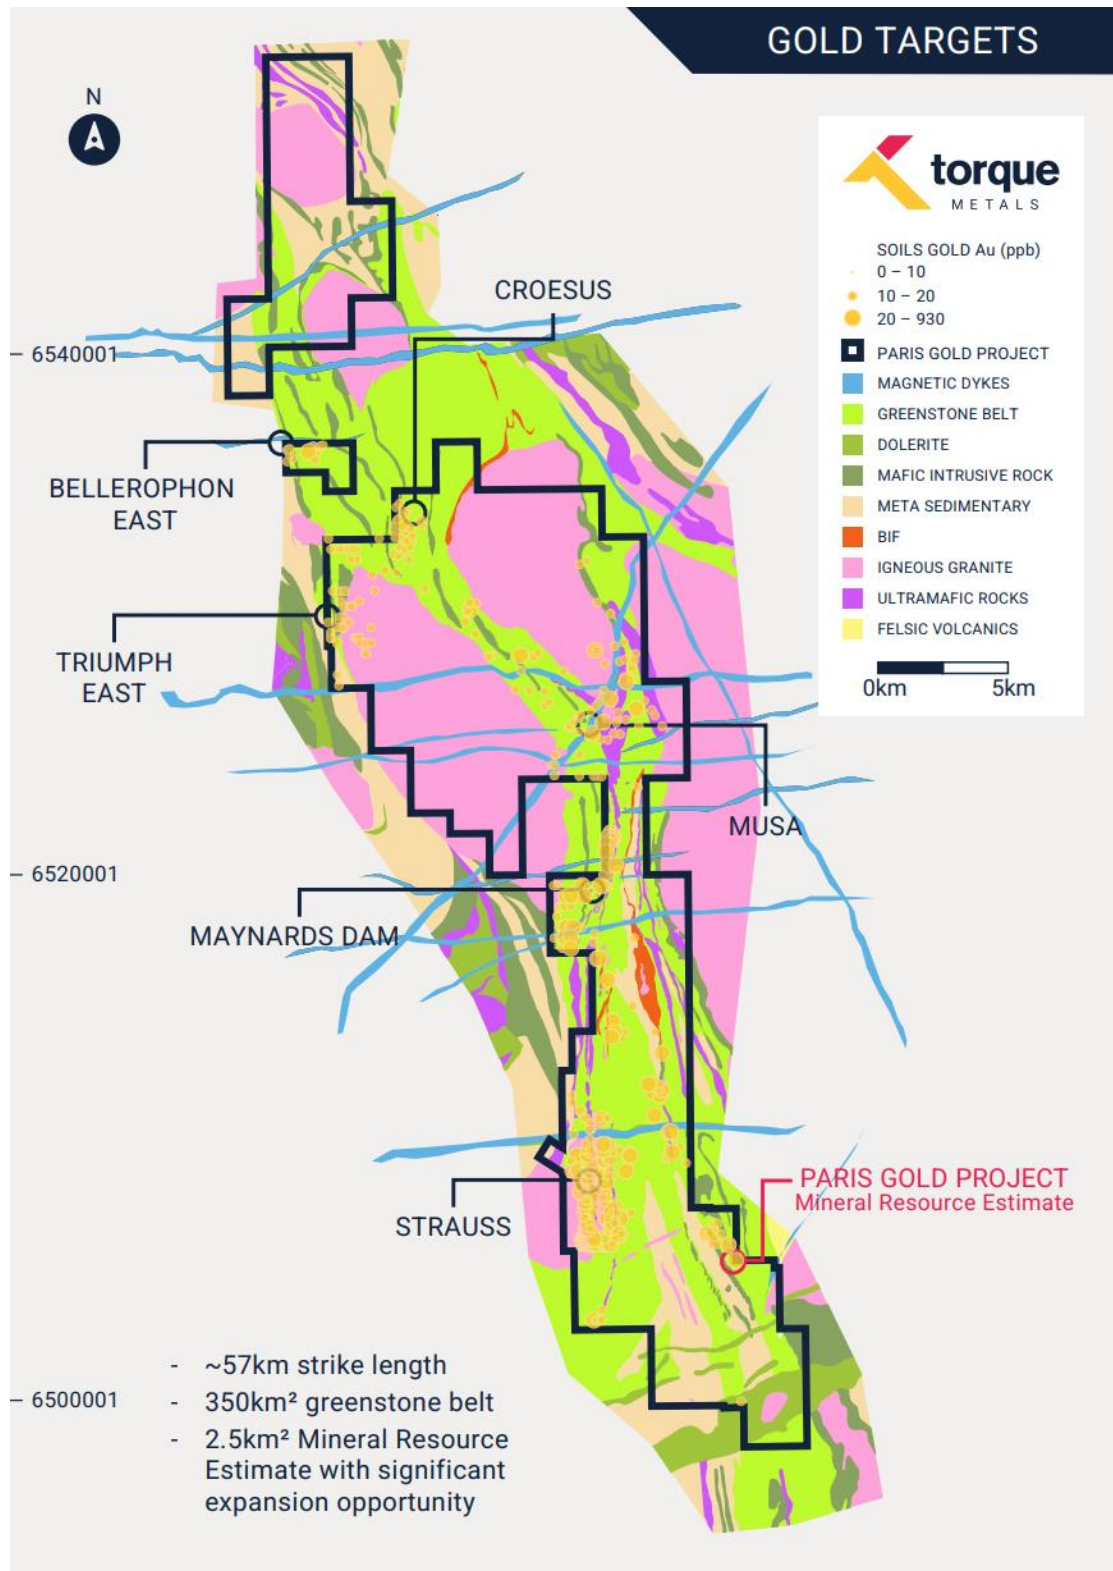 GOLD TARGETS
N
torque
METALS
SOILS GOLD Au (ppb)
0 – 10
10 – 20
20 – 930
PARIS GOLD PROJECT
MAGNETIC DYKES
GREENSTONE BELT
DOLERITE
MAFIC INTRUSIVE ROCK
META SEDIMENTARY
BIF
IGNEOUS GRANITE
ULTRAMAFIC ROCKS
FELSIC VOLCANICS
0km 5km
CROESUS
6540001
BELLEROPHON
EAST
TRIUMPH
EAST
MUSA
6520001
MAYNARDS DAM
PARIS GOLD PROJECT
Mineral Resource Estimate
STRAUSS
6500001
- ~57km strike length
- 350km² greenstone belt
- 2.5km² Mineral Resource
Estimate with significant
expansion opportunity